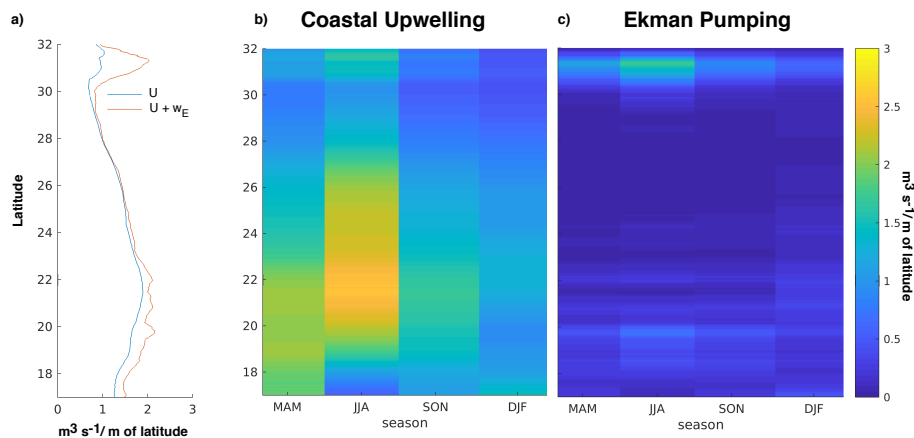 a)
32
30
28
26
24
22
20
18
Latitude
U
U + wE
0
1
2
3
m³ s⁻¹/ m of latitude
b)
Coastal Upwelling
32
30
28
26
24
22
20
18
MAM
JJA
SON
DJF
season
c)
Ekman Pumping
MAM
JJA
SON
DJF
season
3
2.5
2
1.5
1
0.5
0
m³ s⁻¹/ m of latitude